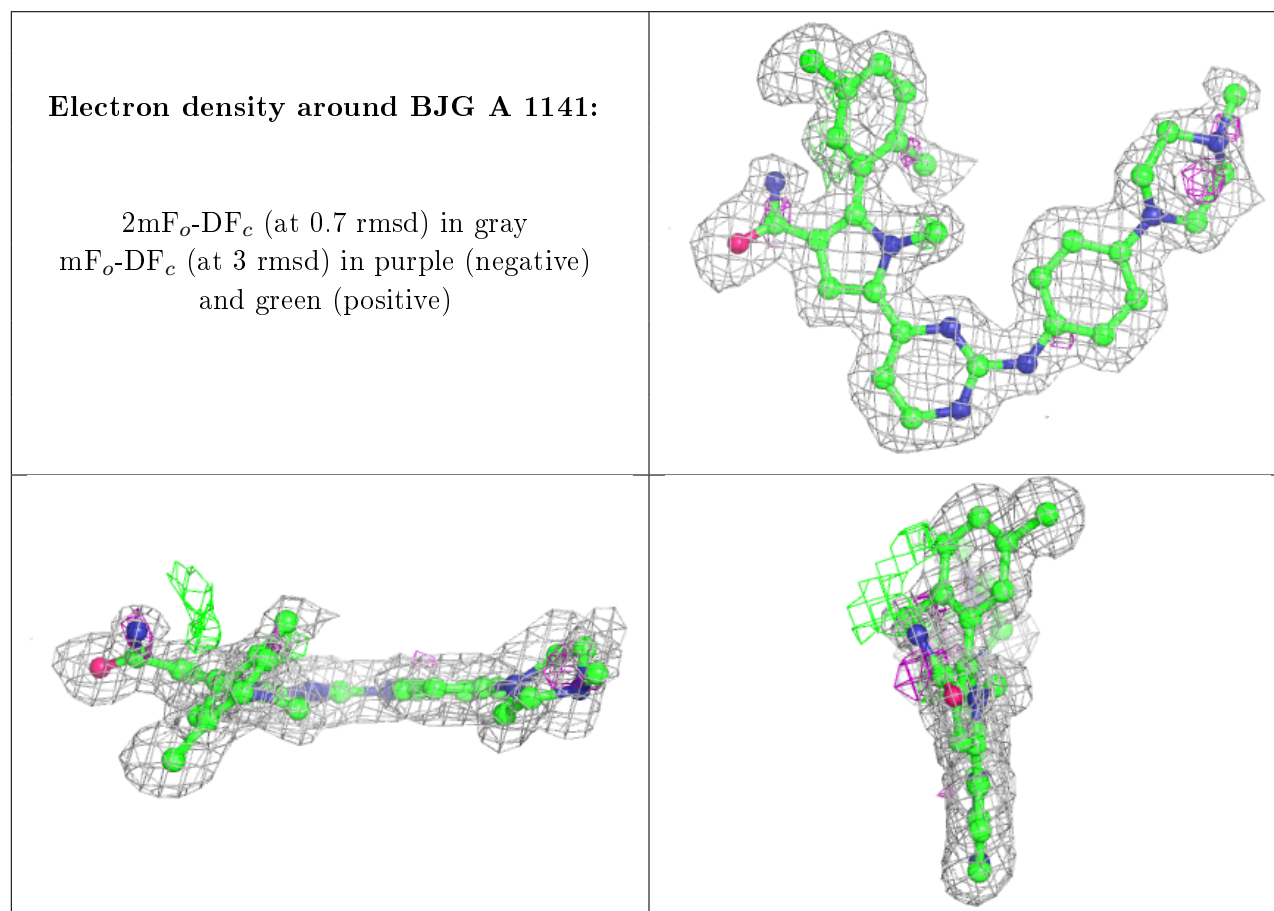 Electron density around BJG A 1141:
2mFo-DFc (at 0.7 rmsd) in gray
mFo-DFc (at 3 rmsd) in purple (negative)
and green (positive)